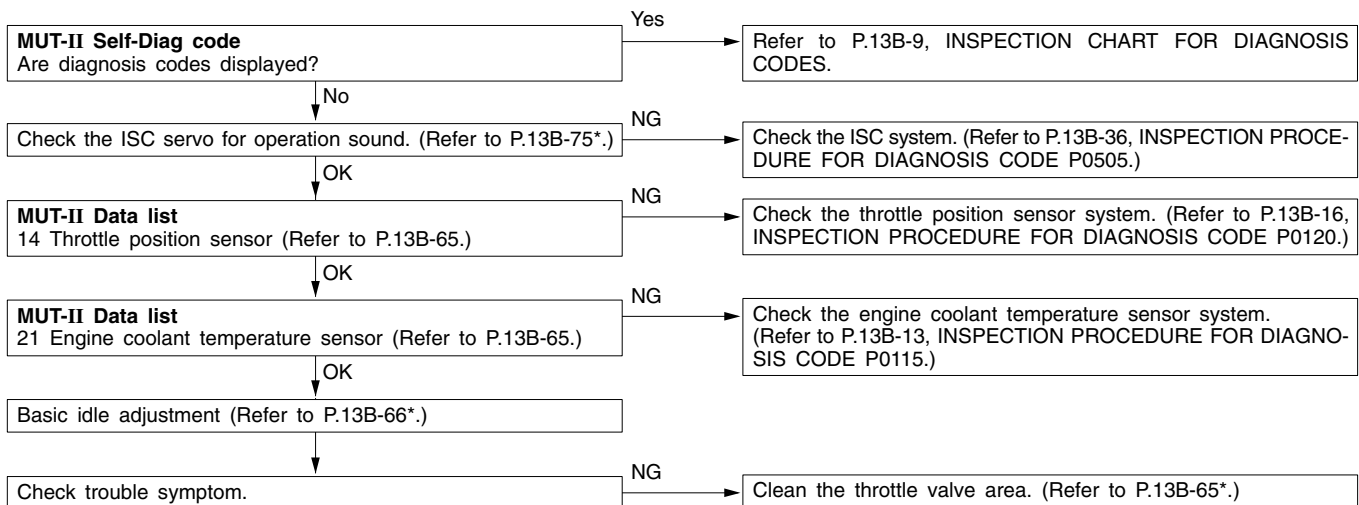 Yes
MUT-II Self-Diag code
Are diagnosis codes displayed?
Refer to P.13B-9, INSPECTION CHART FOR DIAGNOSIS
CODES.
No
Check the ISC servo for operation sound. (Refer to P.13B-75*.)
NG
Check the ISC system. (Refer to P.13B-36, INSPECTION PROCE-
DURE FOR DIAGNOSIS CODE P0505.)
OK
MUT-II Data list
14 Throttle position sensor (Refer to P.13B-65.)
NG
Check the throttle position sensor system. (Refer to P.13B-16,
INSPECTION PROCEDURE FOR DIAGNOSIS CODE P0120.)
OK
MUT-II Data list
21 Engine coolant temperature sensor (Refer to P.13B-65.)
NG
Check the engine coolant temperature sensor system.
(Refer to P.13B-13, INSPECTION PROCEDURE FOR DIAGNO-
SIS CODE P0115.)
OK
Basic idle adjustment (Refer to P.13B-66*.)
Check trouble symptom.
NG
Clean the throttle valve area. (Refer to P.13B-65*.)